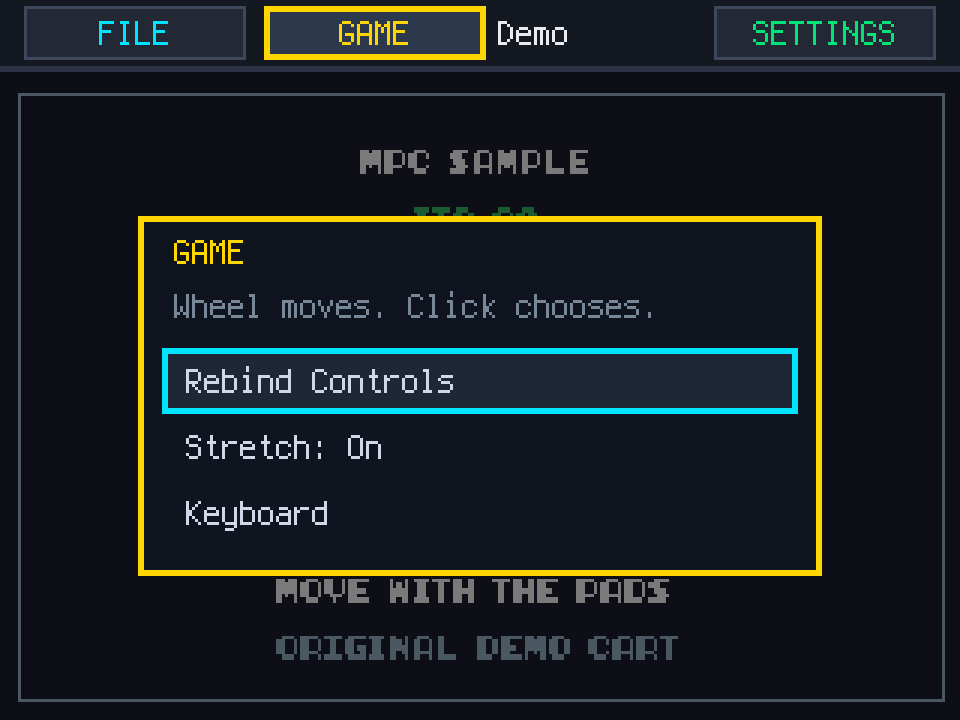 FILE
GAME
Demo
SETTINGS
MPC SAMPLE
GAME
Wheel moves. Click chooses.
Rebind Controls
Stretch: On
Keyboard
MOVE WITH THE PADS
ORIGINAL DEMO CART